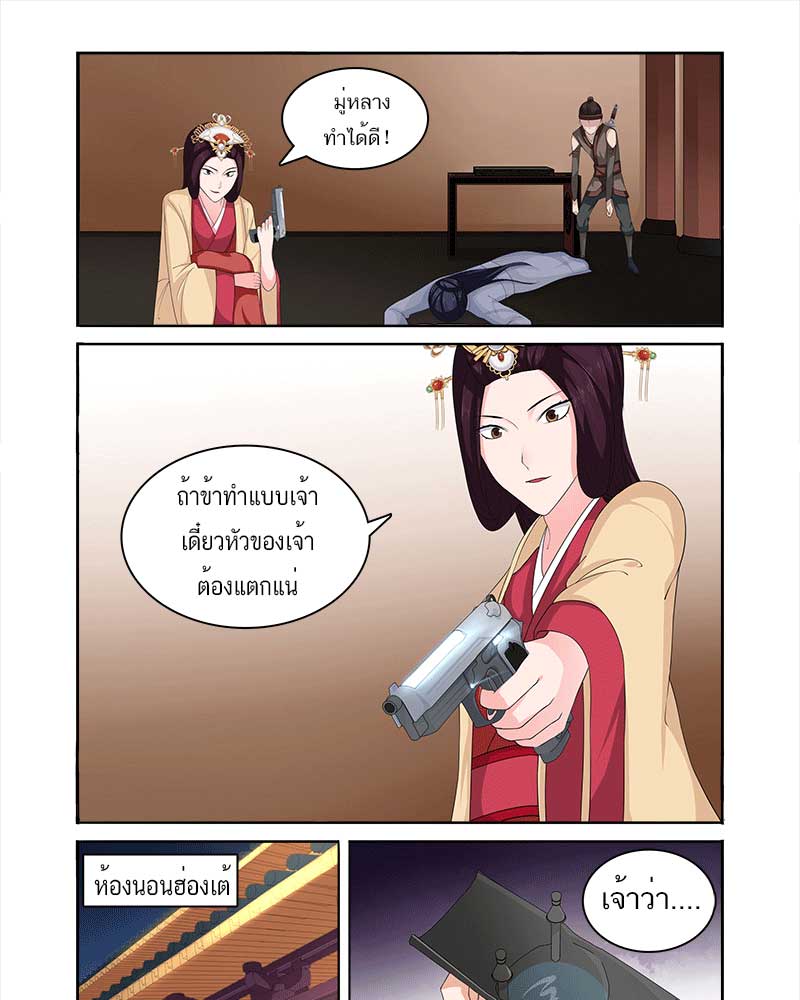 มู่หลาง
ทำได้ดี!
ถ้าข้าทำแบบเจ้า
เดี๋ยวหัวของเจ้า
ต้องแตกแน่
ห้องนอนฮ่องเต้
เจ้าว่า....